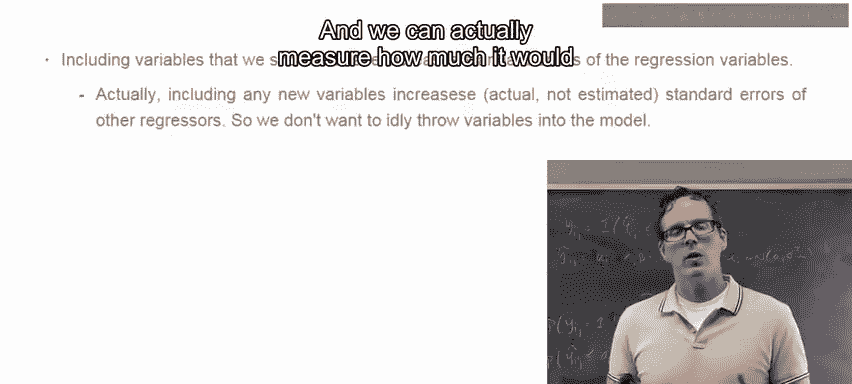 And we can actually
measure how much it would
· Including variables that we s of the regression variables.
- Actually, including any new variables increasese (actual, not estimated) standard errors of
other regressors. So we don't want to idly throw variables into the model.